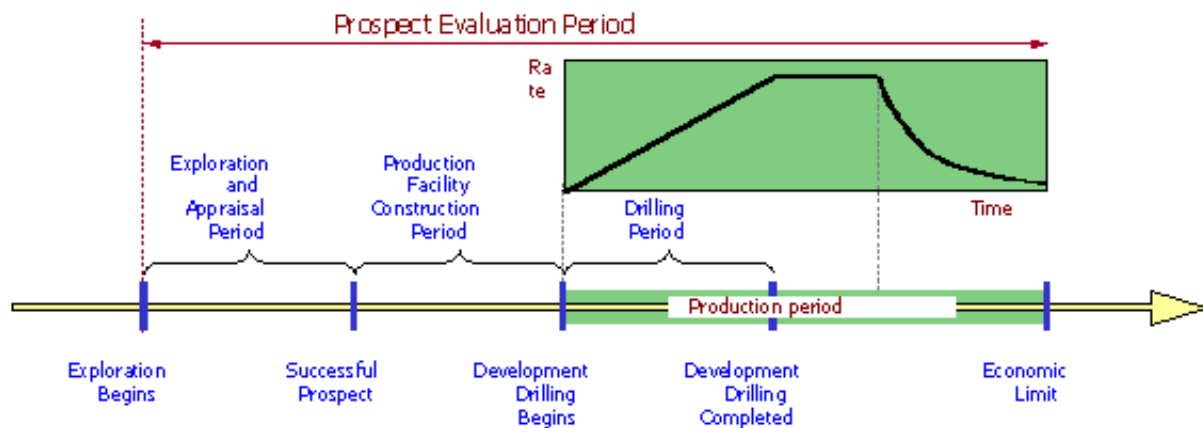 Prospect Evaluation Period
Ra
te
Exploration
and
Appraisal
Period
Production
Facility
Construction
Period
Drilling
Period
Time
Production period
Exploration
Begins
Successful
Prospect
Development
Drilling
Begins
Development
Drilling
Completed
Economic
Limit